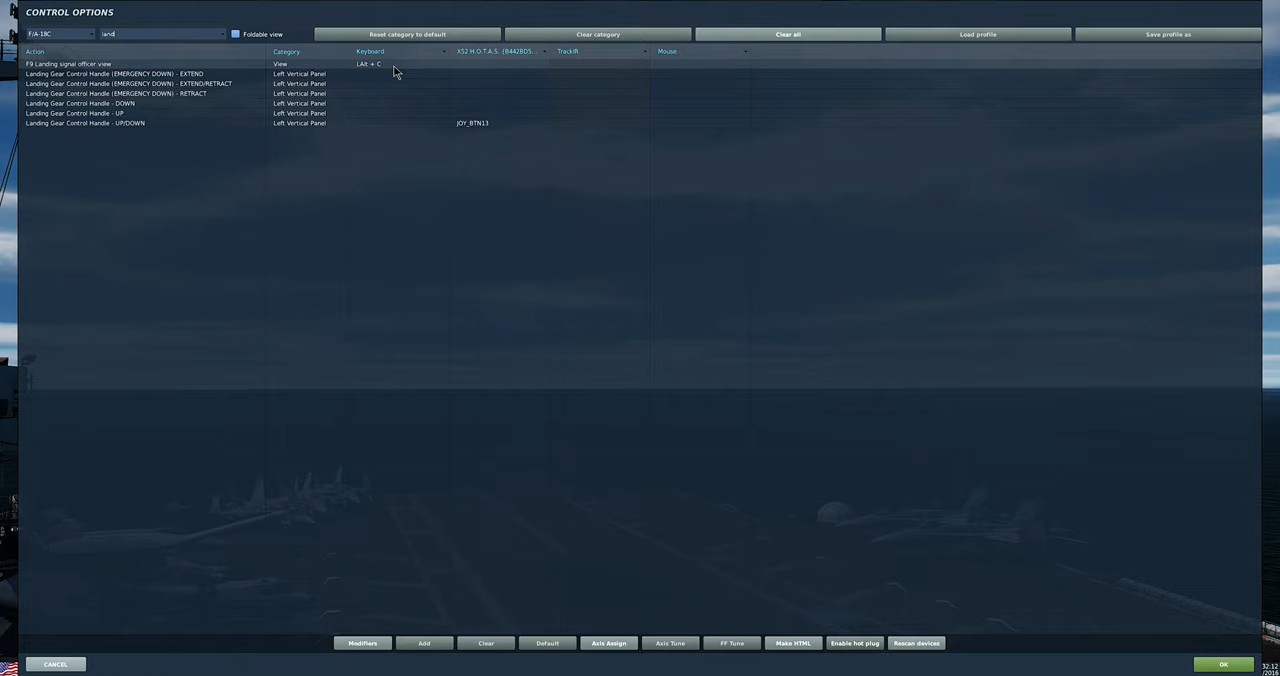 CONTROL OPTIONS
F/A-18C land Foldable view Reset category to default Clear category Clear all Load profile Save profile as
Action Category Keyboard X52 H.O.T.A.S. {B442BD5... TrackIR Mouse
F9 Landing signal officer view View LAlt + C
Landing Gear Control Handle (EMERGENCY DOWN) - EXTEND Left Vertical Panel
Landing Gear Control Handle (EMERGENCY DOWN) - EXTEND/RETRACT Left Vertical Panel
Landing Gear Control Handle (EMERGENCY DOWN) - RETRACT Left Vertical Panel
Landing Gear Control Handle - DOWN Left Vertical Panel
Landing Gear Control Handle - UP Left Vertical Panel
Landing Gear Control Handle - UP/DOWN Left Vertical Panel JOY_BTN13
Modifiers Add Clear Default Axis Assign Axis Tune FF Tune Make HTML Enable hot plug Rescan devices
CANCEL OK
32:12
/2016